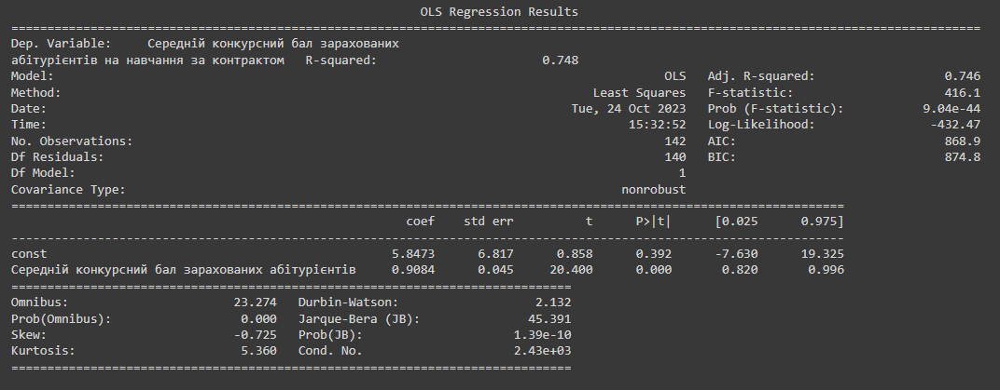 OLS Regression Results
=======================================================================================================================================
Dep. Variable: Середній конкурсний бал зарахованих
абітурієнтів на навчання за контрактом R-squared: 0.748
Model: OLS Adj. R-squared: 0.746
Method: Least Squares F-statistic: 416.1
Date: Tue, 24 Oct 2023 Prob (F-statistic): 9.04e-44
Time: 15:32:52 Log-Likelihood: -432.47
No. Observations: 142 AIC: 868.9
Df Residuals: 140 BIC: 874.8
Df Model: 1
Covariance Type: nonrobust
====================================================================================================================
coef std err t P>|t| [0.025 0.975]
--------------------------------------------------------------------------------------------------------------------
const 5.8473 6.817 0.858 0.392 -7.630 19.325
Середній конкурсний бал зарахованих абітурієнтів 0.9084 0.045 20.400 0.000 0.820 0.996
==============================================================================
Omnibus: 23.274 Durbin-Watson: 2.132
Prob(Omnibus): 0.000 Jarque-Bera (JB): 45.391
Skew: -0.725 Prob(JB): 1.39e-10
Kurtosis: 5.360 Cond. No. 2.43e+03
==============================================================================